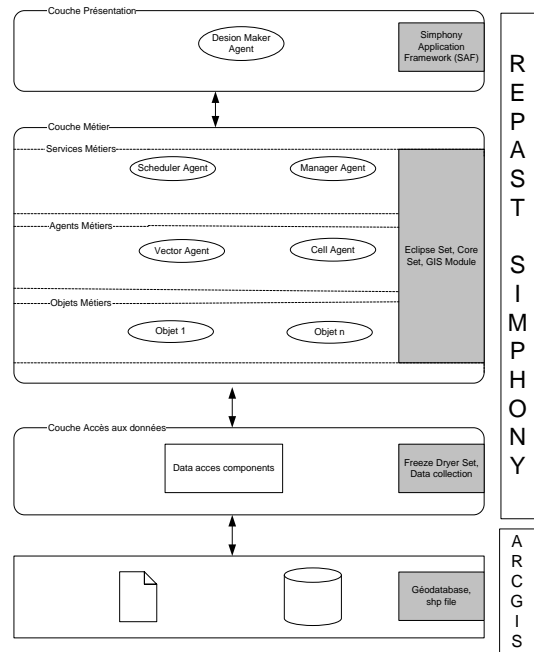 Couche Présentation
Desion Maker
Agent
Simphony
Application
Framework (SAF)
Couche Métier
Services Métiers
Scheduler Agent
Manager Agent
Agents Métiers
Vector Agent
Cell Agent
Eclipse Set, Core
Set, GIS Module
Objets Métiers
Objet 1
Objet n
Couche Accès aux données
Data acces components
Freeze Dryer Set,
Data collection
Géodatabase,
shp file
REPAST SIMPHONY
ARCGIS